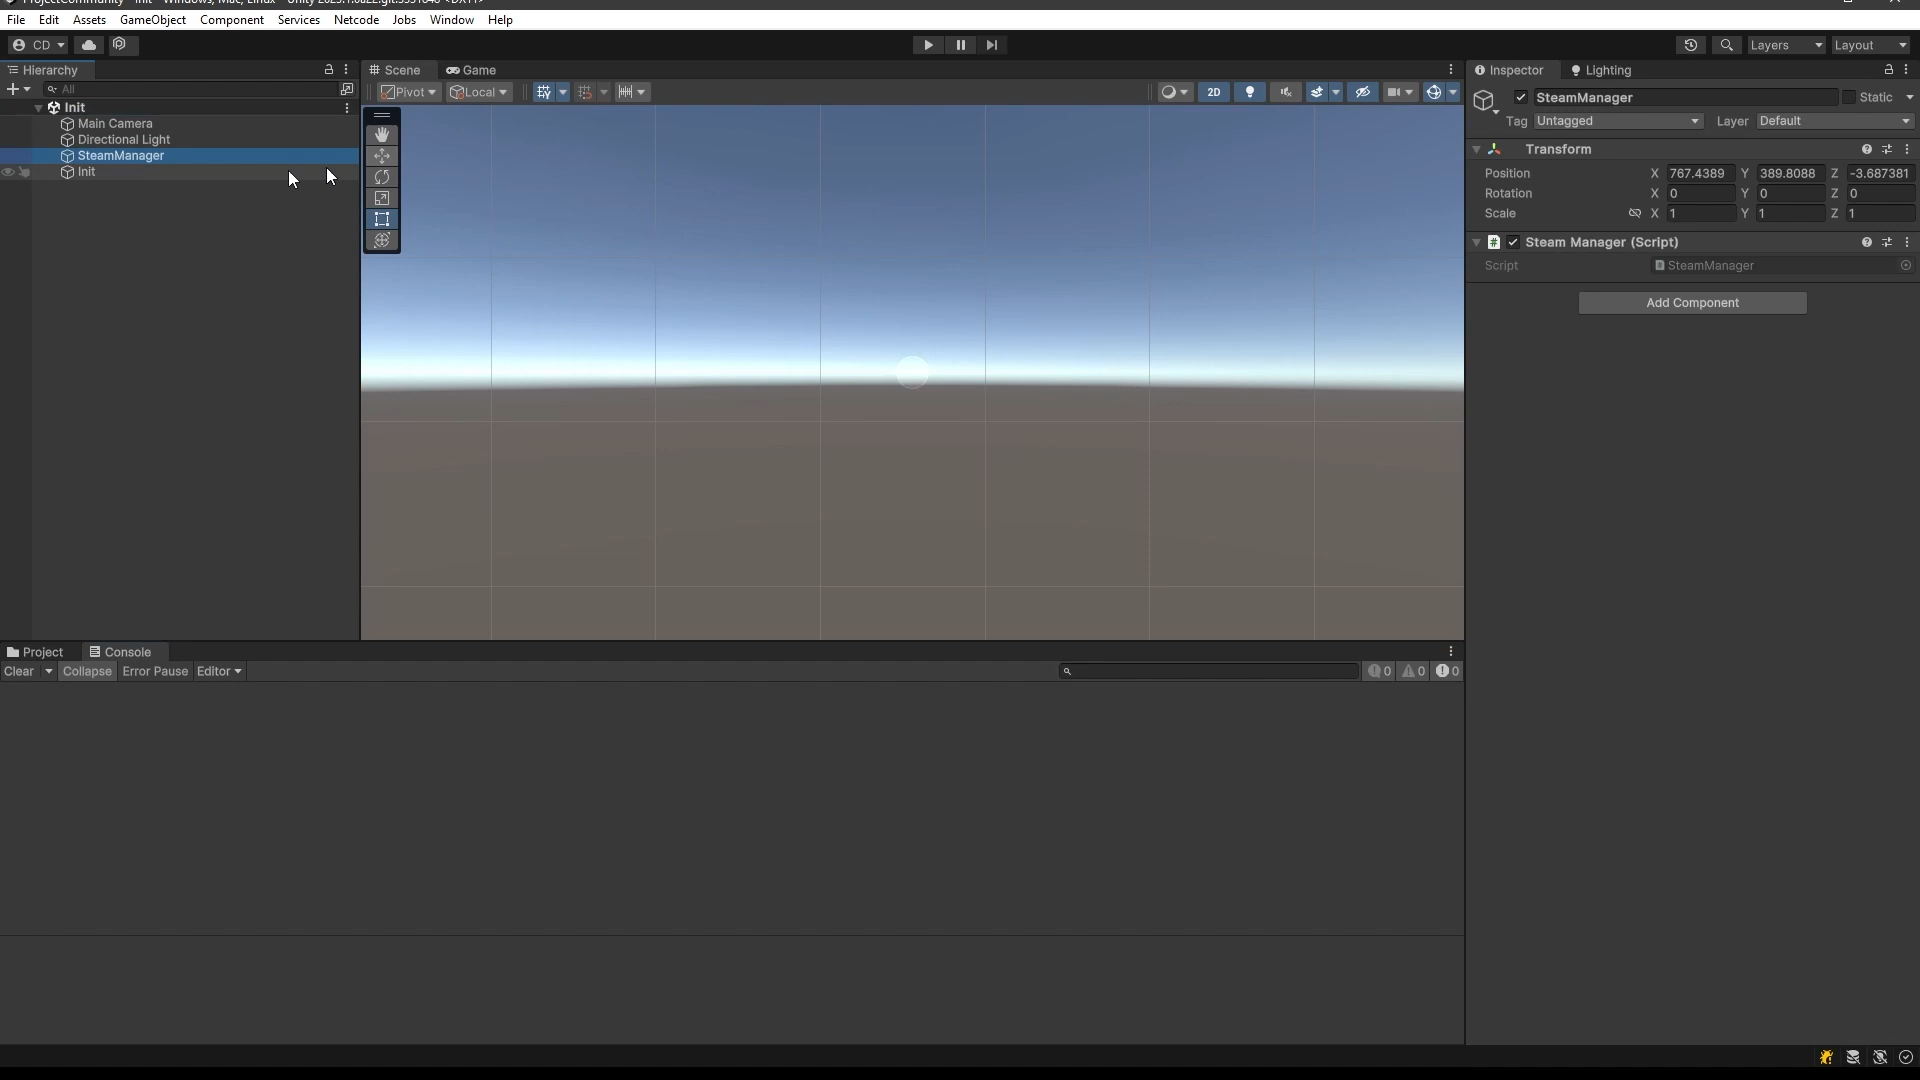 File Edit Assets GameObject Component Services Netcode Jobs Window Help
CD
Layers Layout
Hierarchy
Scene Game
Inspector Lighting
All
Pivot Local
2D
SteamManager Static
Init
Main Camera
Directional Light
SteamManager
Init
Tag Untagged Layer Default
Transform
Position X 767.4389 Y 389.8088 Z -3.687381
Rotation X 0 Y 0 Z 0
Scale X 1 Y 1 Z 1
Steam Manager (Script)
Script SteamManager
Add Component
Project Console
Clear Collapse Error Pause Editor
0 0 0